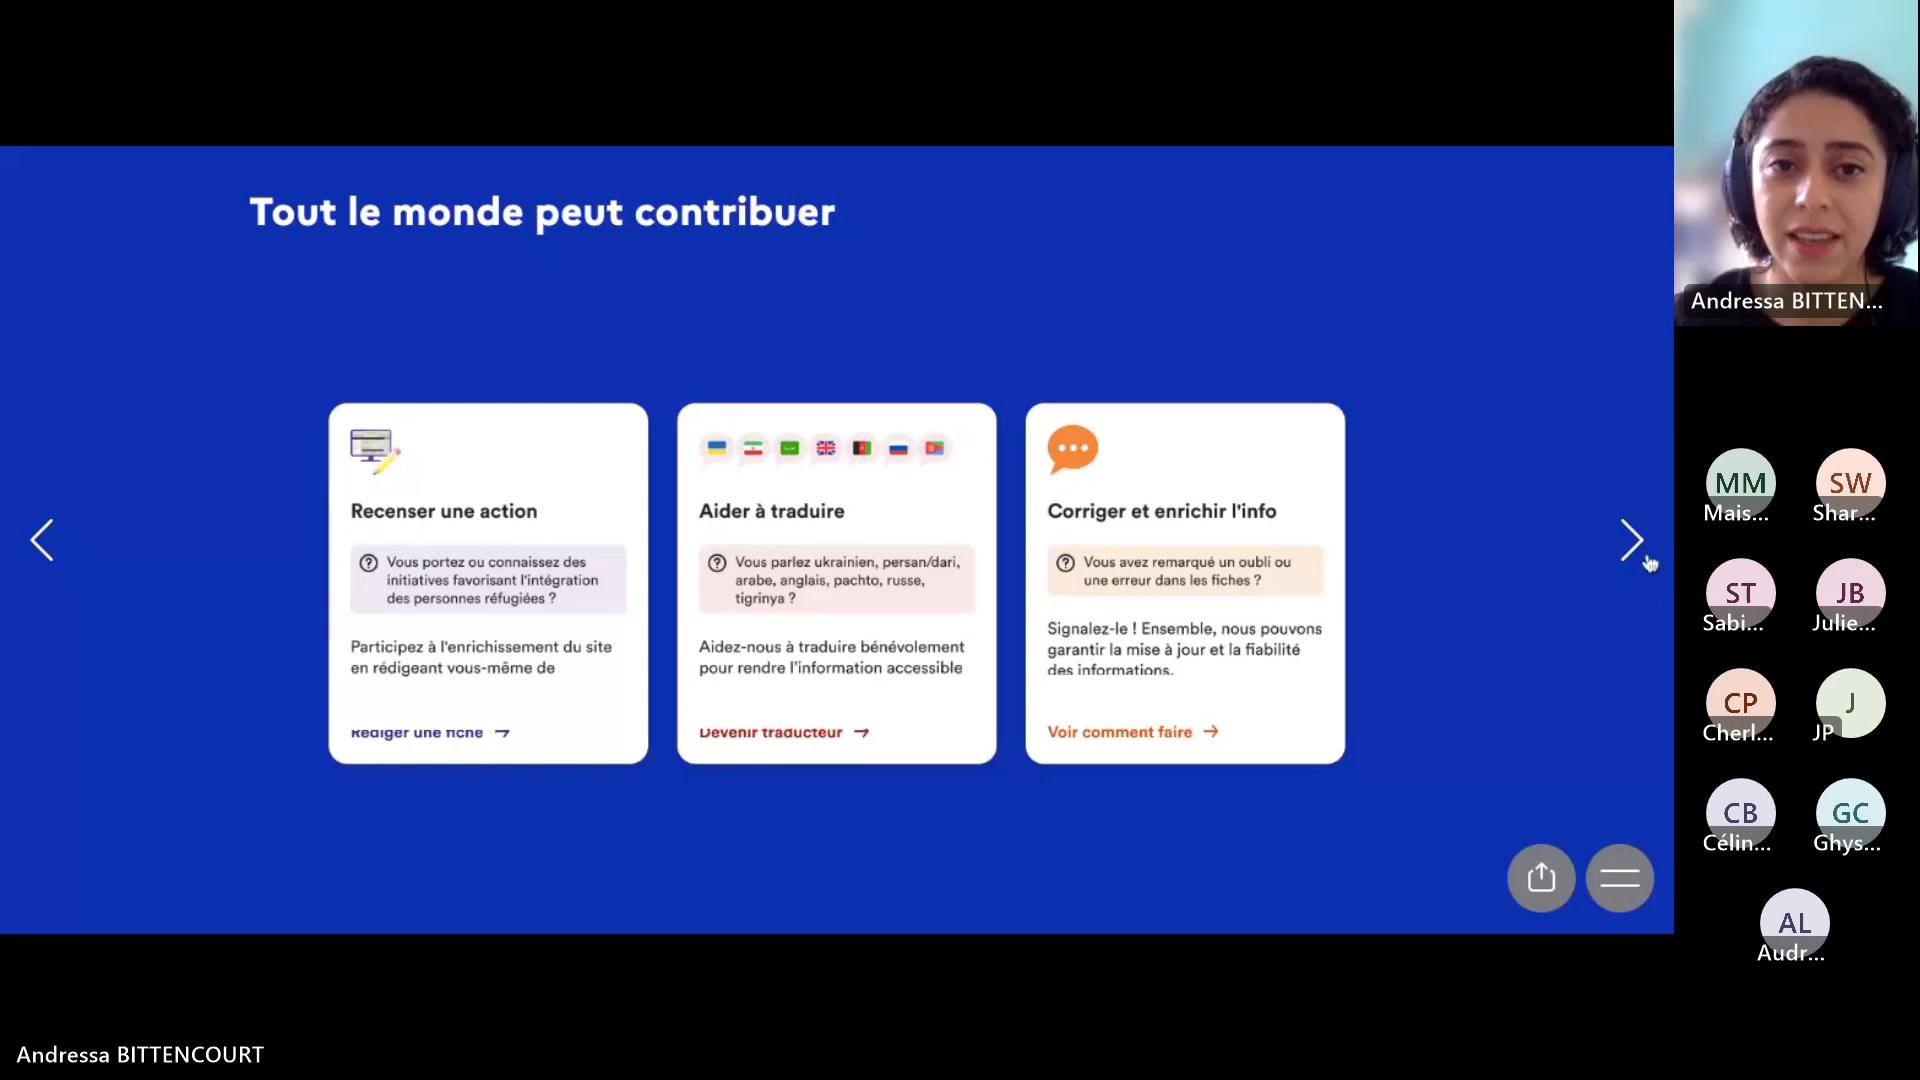 Tout le monde peut contribuer
Recenser une action
Vous portez ou connaissez des
initiatives favorisant l'intégration
des personnes réfugiées ?
Participez à l'enrichissement du site
en rédigeant vous-même de
Rédiger une fiche
Aider à traduire
Vous parlez ukrainien, persan/dari,
arabe, anglais, pachto, russe,
tigrinya ?
Aidez-nous à traduire bénévolement
pour rendre l'information accessible
Devenir traducteur
Corriger et enrichir l'info
Vous avez remarqué un oubli ou
une erreur dans les fiches ?
Signalez-le ! Ensemble, nous pouvons
garantir la mise à jour et la fiabilité
des informations.
Voir comment faire
Andressa BITTEN...
MM
Mais...
SW
Shar...
ST
Sabi...
JB
Julie...
CP
Cherl...
J
JP
CB
Célin...
GC
Ghys...
AL
Audr...
Andressa BITTENCOURT